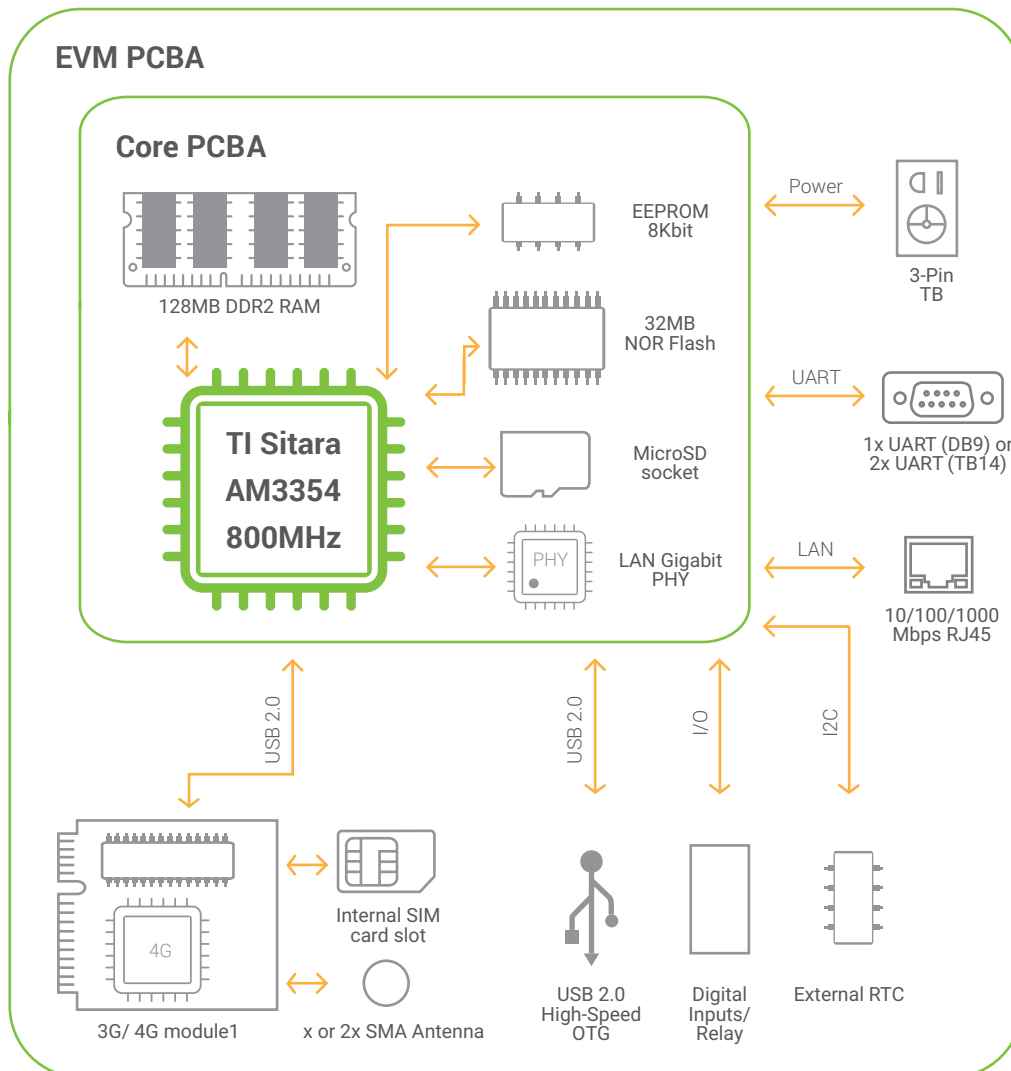 EVM PCBA
Core PCBA
128MB DDR2 RAM
EEPROM
8Kbit
32MB
NOR Flash
TI Sitara
AM3354
800MHz
MicroSD
socket
PHY
LAN Gigabit
PHY
Power
3-Pin
TB
UART
1x UART (DB9) or
2x UART (TB14)
LAN
10/100/1000
Mbps RJ45
USB 2.0
USB 2.0
I/O
I2C
4G
3G/ 4G module1
Internal SIM
card slot
x or 2x SMA Antenna
USB 2.0
High-Speed
OTG
Digital
Inputs/
Relay
External RTC